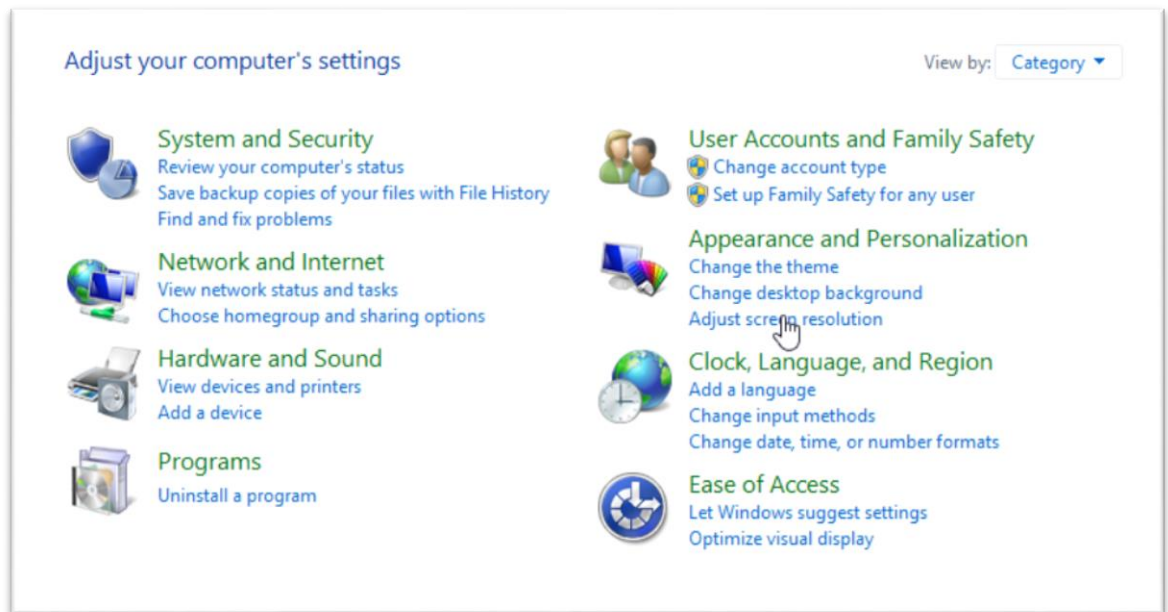 Adjust your computer's settings
View by: Category
System and Security
Review your computer's status
Save backup copies of your files with File History
Find and fix problems
Network and Internet
View network status and tasks
Choose homegroup and sharing options
Hardware and Sound
View devices and printers
Add a device
Programs
Uninstall a program
User Accounts and Family Safety
Change account type
Set up Family Safety for any user
Appearance and Personalization
Change the theme
Change desktop background
Adjust screen resolution
Clock, Language, and Region
Add a language
Change input methods
Change date, time, or number formats
Ease of Access
Let Windows suggest settings
Optimize visual display